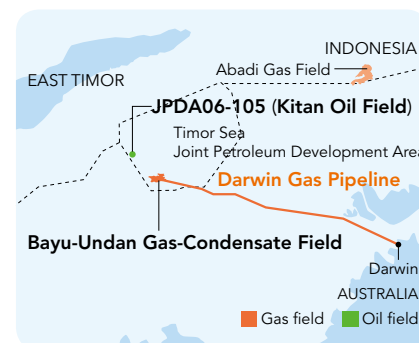 INDONESIA
EAST TIMOR
Abadi Gas Field
JPDA06-105 (Kitan Oil Field)
Timor Sea
Joint Petroleum Development Area
Darwin Gas Pipeline
Bayu-Undan Gas-Condensate Field
Darwin
AUSTRALIA
Gas field Oil field